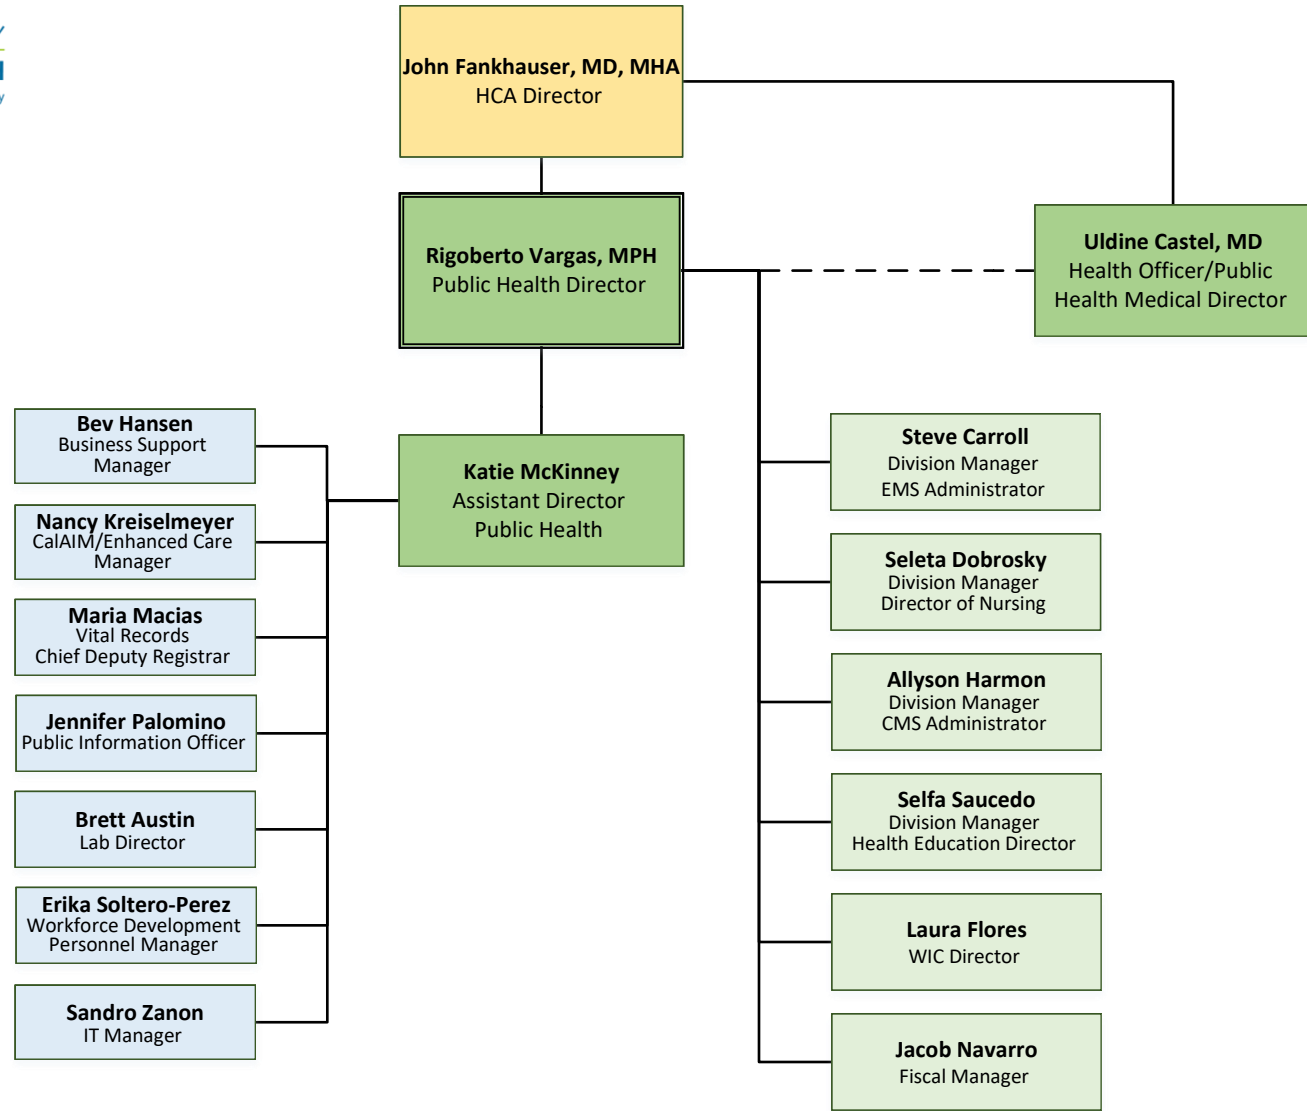 John Fankhauser, MD, MHA
HCA Director
Rigoberto Vargas, MPH
Public Health Director
Uldine Castel, MD
Health Officer/Public
Health Medical Director
Katie McKinney
Assistant Director
Public Health
Bev Hansen
Business Support
Manager
Nancy Kreiselmeyer
CalAIM/Enhanced Care
Manager
Maria Macias
Vital Records
Chief Deputy Registrar
Jennifer Palomino
Public Information Officer
Brett Austin
Lab Director
Erika Soltero-Perez
Workforce Development
Personnel Manager
Sandro Zanon
IT Manager
Steve Carroll
Division Manager
EMS Administrator
Seleta Dobrosky
Division Manager
Director of Nursing
Allyson Harmon
Division Manager
CMS Administrator
Selfa Saucedo
Division Manager
Health Education Director
Laura Flores
WIC Director
Jacob Navarro
Fiscal Manager